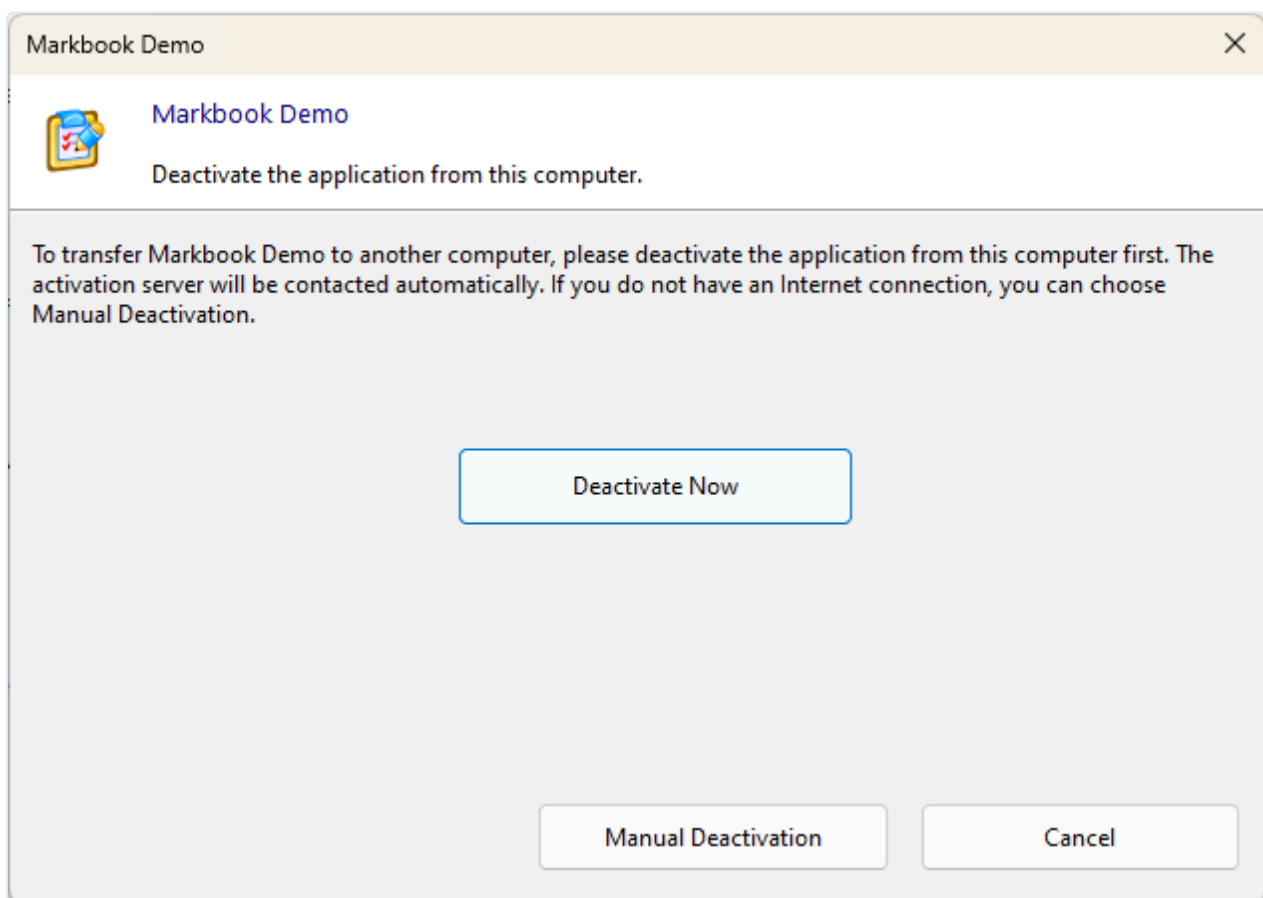 Markbook Demo
Markbook Demo
Deactivate the application from this computer.
To transfer Markbook Demo to another computer, please deactivate the application from this computer first. The
activation server will be contacted automatically. If you do not have an Internet connection, you can choose
Manual Deactivation.
Deactivate Now
Manual Deactivation
Cancel